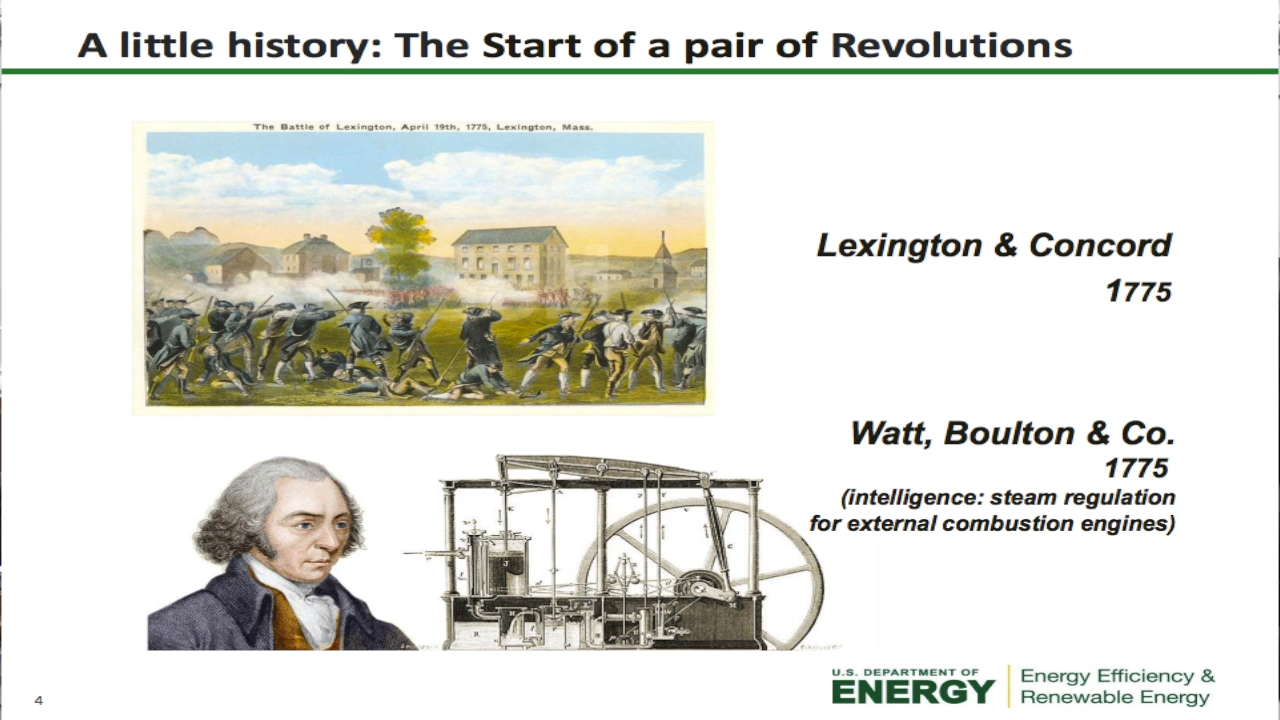 A little history: The Start of a pair of Revolutions
The Battle of Lexington, April 19th, 1775, Lexington, Mass.
Lexington & Concord
1775
Watt, Boulton & Co.
1775
(intelligence: steam regulation
for external combustion engines)
U.S. DEPARTMENT OF
ENERGY
Energy Efficiency &
Renewable Energy
4